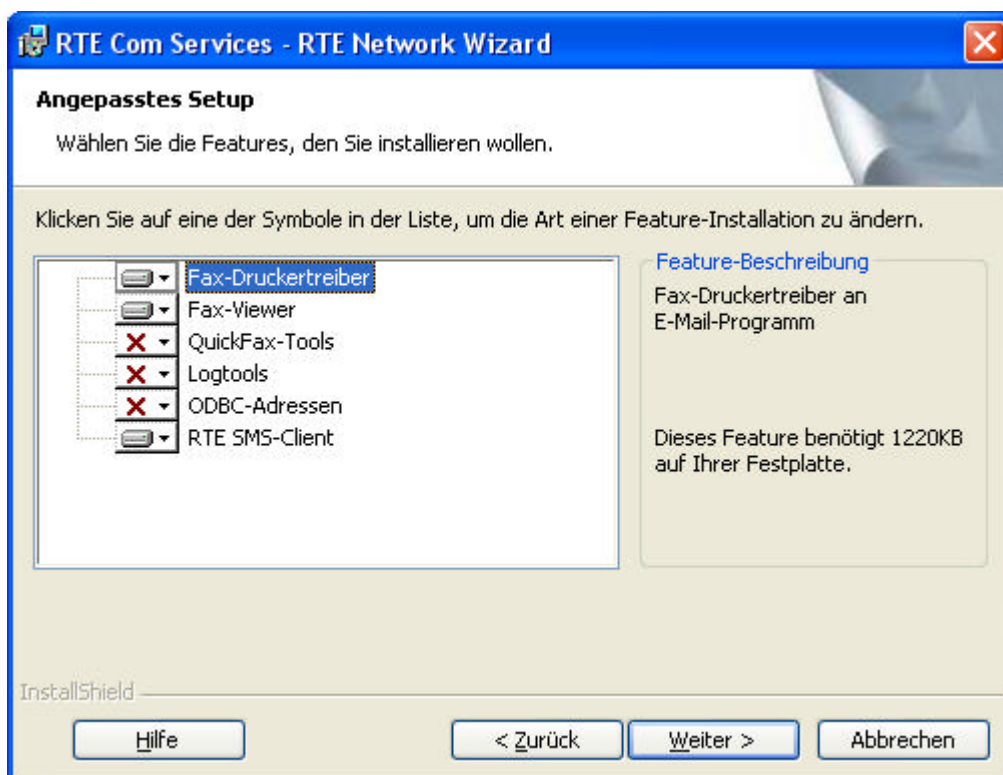 RTE Com Services - RTE Network Wizard
Angepasstes Setup
Wählen Sie die Features, den Sie installieren wollen.
Klicken Sie auf eine der Symbole in der Liste, um die Art einer Feature-Installation zu ändern.
Fax-Druckertreiber
Fax-Viewer
QuickFax-Tools
Logtools
ODBC-Adressen
RTE SMS-Client
Feature-Beschreibung
Fax-Druckertreiber an
E-Mail-Programm
Dieses Feature benötigt 1220KB
auf Ihrer Festplatte.
InstallShield
Hilfe
< Zurück
Weiter >
Abbrechen